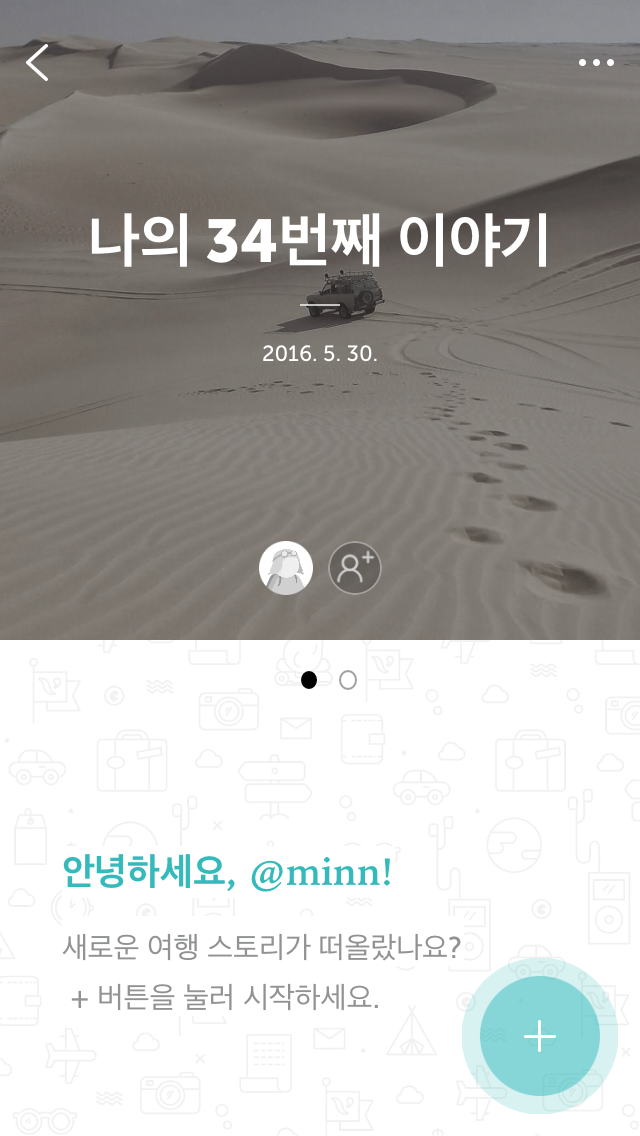 나의 34번째 이야기
2016. 5. 30.
안녕하세요, @minn!
새로운 여행 스토리가 떠올랐나요?
+ 버튼을 눌러 시작하세요.